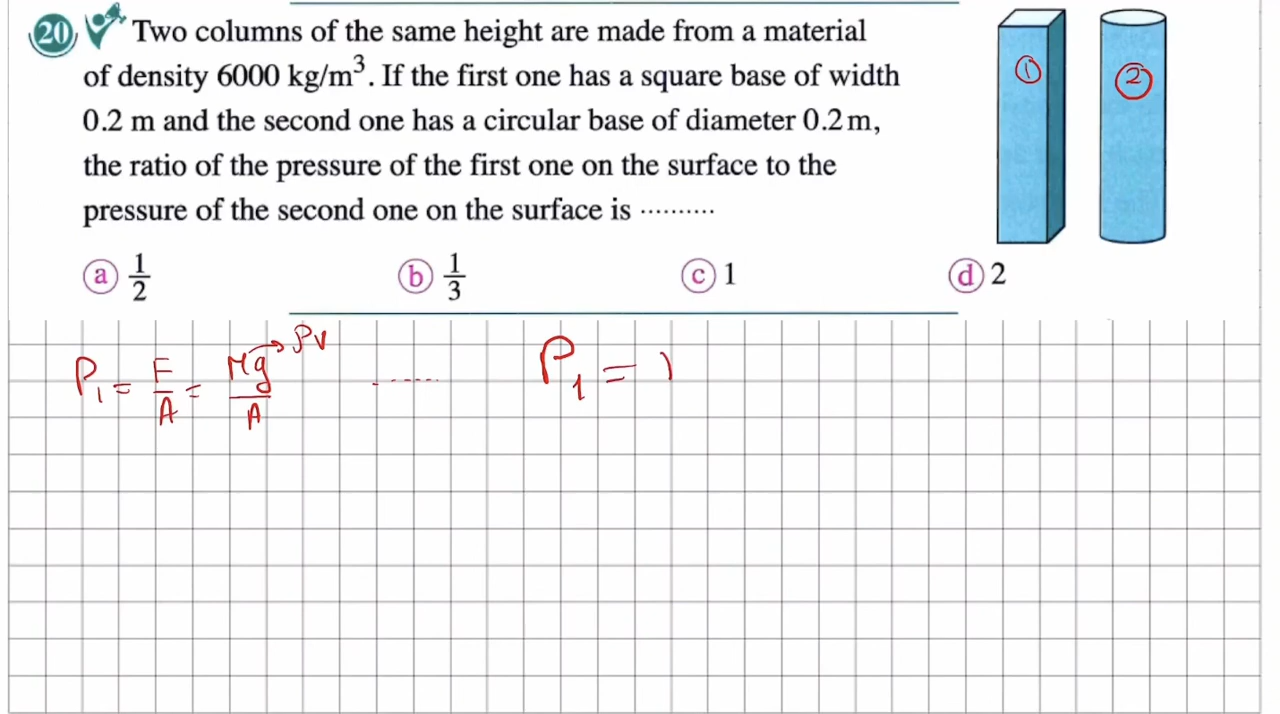 20 Two columns of the same height are made from a material
of density 6000 kg/m³. If the first one has a square base of width
0.2 m and the second one has a circular base of diameter 0.2 m,
the ratio of the pressure of the first one on the surface to the
pressure of the second one on the surface is ..........
① ②
a 1/2 b 1/3 c 1 d 2
P₁ = F/A = Mg/A → ρV ...... P₁ =